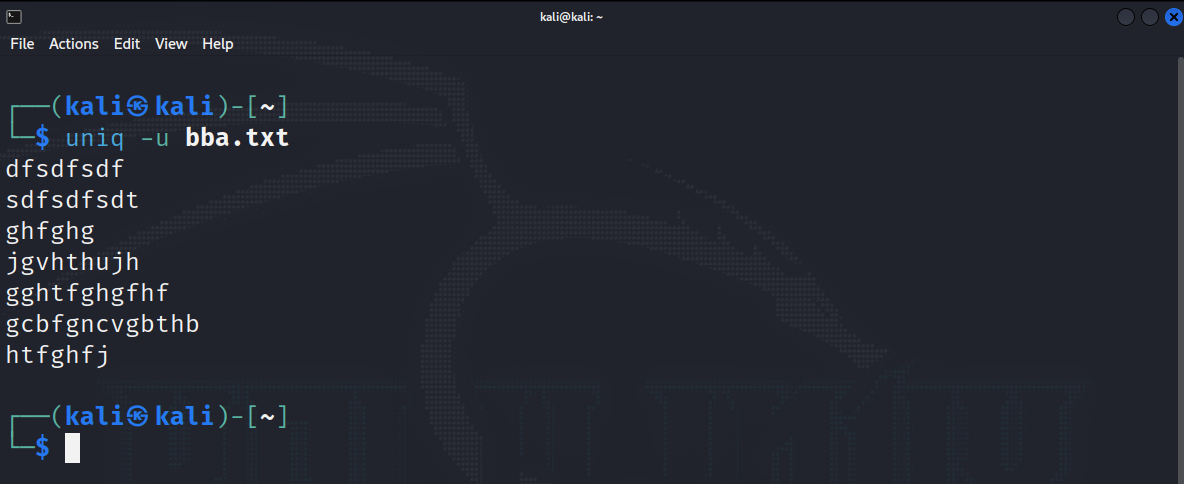 kali@kali: ~
File Actions Edit View Help
┌──(kali㉿kali)-[~]
└─$ uniq -u bba.txt
dfsdfsdf
sdfsdfsdt
ghfghg
jgvhthujh
gghtfghgfhf
gcbfgncvgbthb
htfghfj
┌──(kali㉿kali)-[~]
└─$